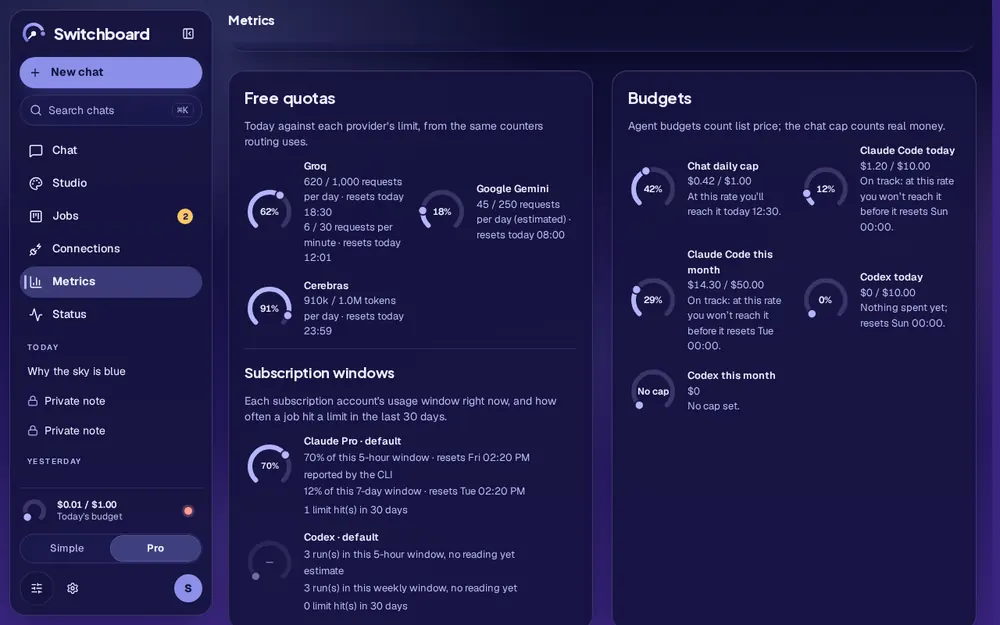 Switchboard
New chat
Search chats
⌘K
Chat
Studio
Jobs
2
Connections
Metrics
Status
TODAY
Why the sky is blue
Private note
Private note
YESTERDAY
$0.01 / $1.00
Today's budget
Simple
Pro
S
Metrics
Free quotas
Today against each provider's limit, from the same counters
routing uses.
62%
Groq
620 / 1,000 requests
per day · resets today
18:30
6 / 30 requests per
minute · resets today
12:01
18%
Google Gemini
45 / 250 requests
per day (estimated) ·
resets today 08:00
91%
Cerebras
910k / 1.0M tokens
per day · resets today
23:59
Subscription windows
Each subscription account's usage window right now, and how
often a job hit a limit in the last 30 days.
70%
Claude Pro · default
70% of this 5-hour window · resets Fri 02:20 PM
reported by the CLI
12% of this 7-day window · resets Tue 02:20 PM
1 limit hit(s) in 30 days
–
Codex · default
3 run(s) in this 5-hour window, no reading yet
estimate
3 run(s) in this weekly window, no reading yet
0 limit hit(s) in 30 days
Budgets
Agent budgets count list price; the chat cap counts real money.
42%
Chat daily cap
$0.42 / $1.00
At this rate you'll
reach it today 12:30.
12%
Claude Code today
$1.20 / $10.00
On track: at this rate
you won't reach it
before it resets Sun
00:00.
29%
Claude Code this
month
$14.30 / $50.00
On track: at this rate
you won't reach it
before it resets Tue
00:00.
0%
Codex today
$0 / $10.00
Nothing spent yet;
resets Sun 00:00.
No cap
Codex this month
$0
No cap set.